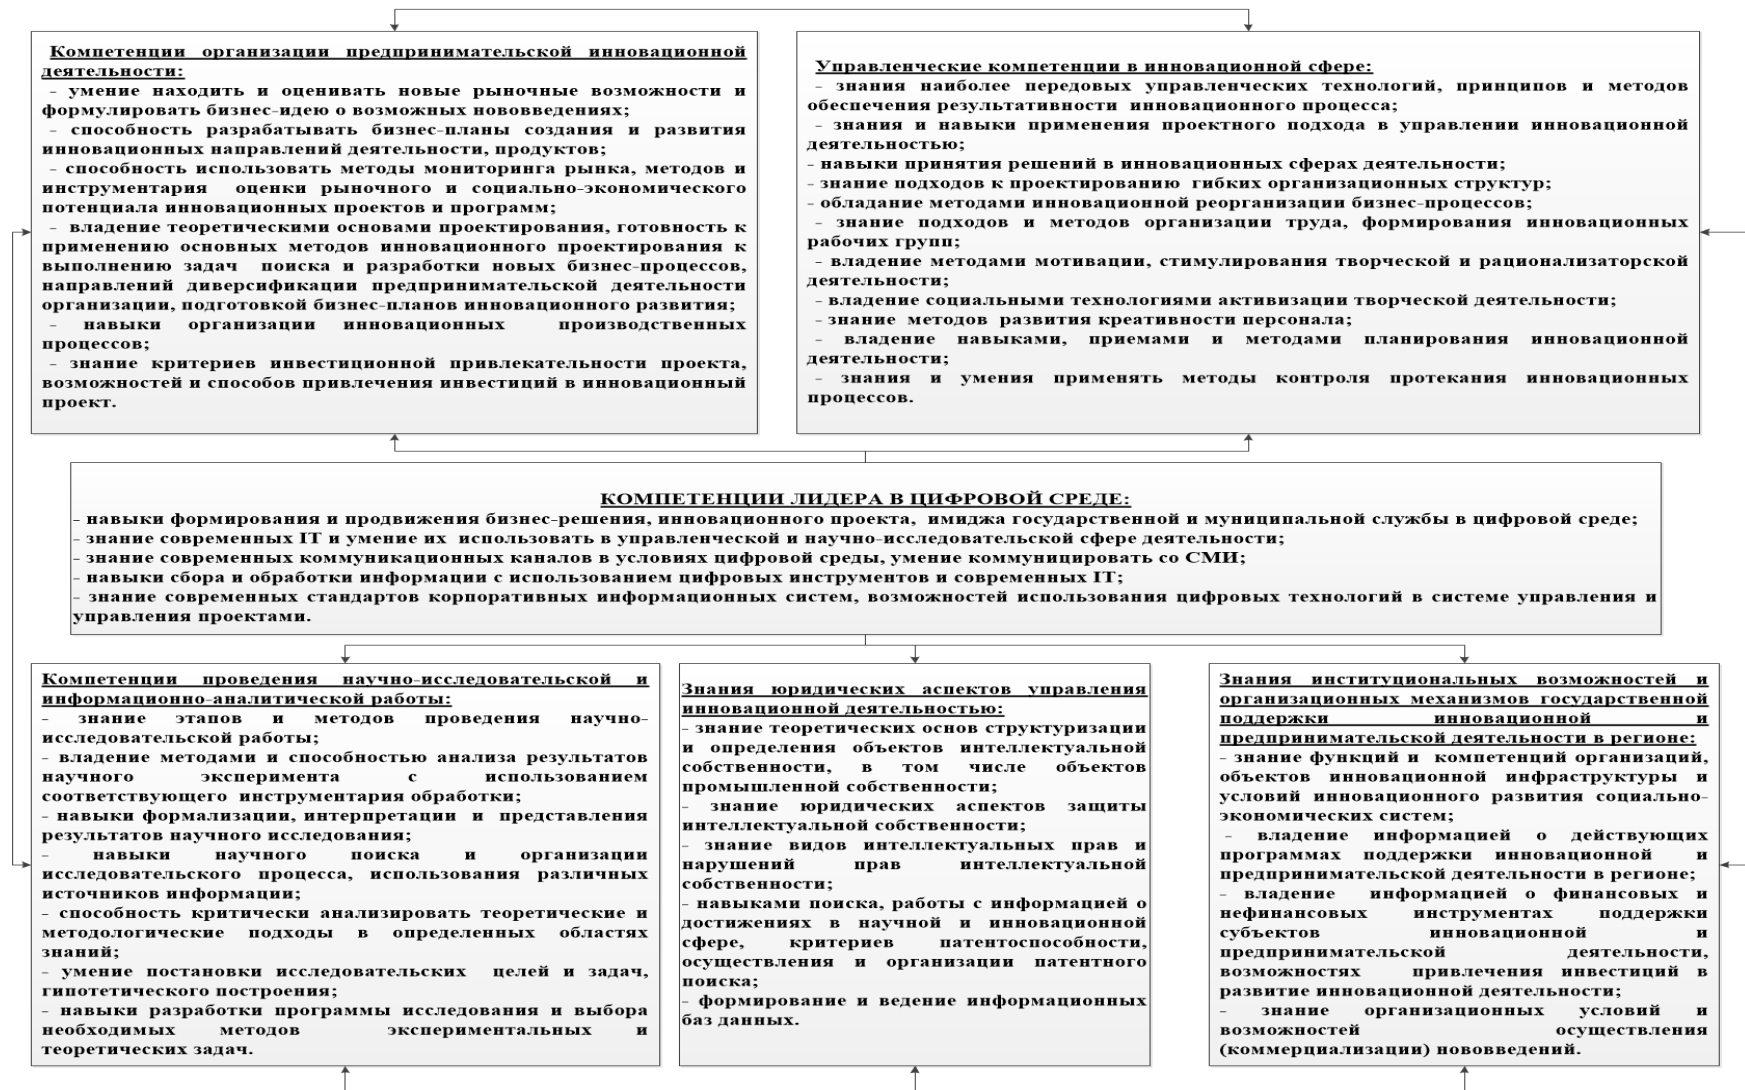 Компетенции организации предпринимательской инновационной
деятельности:
- умение находить и оценивать новые рыночные возможности и
формулировать бизнес-идею о возможных нововведениях;
- способность разрабатывать бизнес-планы создания и развития
инновационных направлений деятельности, продуктов;
- способность использовать методы мониторинга рынка, методов и
инструментария оценки рыночного и социально-экономического
потенциала инновационных проектов и программ;
- владение теоретическими основами проектирования, готовность к
применению основных методов инновационного проектирования к
выполнению задач поиска и разработки новых бизнес-процессов,
направлений диверсификации предпринимательской деятельности
организации, подготовкой бизнес-планов инновационного развития;
- навыки организации инновационных производственных
процессов;
- знание критериев инвестиционной привлекательности проекта,
возможностей и способов привлечения инвестиций в инновационный
проект.
Управленческие компетенции в инновационной сфере:
- знания наиболее передовых управленческих технологий, принципов и методов
обеспечения результативности инновационного процесса;
- знания и навыки применения проектного подхода в управлении инновационной
деятельностью;
- навыки принятия решений в инновационных сферах деятельности;
- знание подходов к проектированию гибких организационных структур;
- обладание методами инновационной реорганизации бизнес-процессов;
- знание подходов и методов организации труда, формирования инновационных
рабочих групп;
- владение методами мотивации, стимулирования творческой и рационализаторской
деятельности;
- владение социальными технологиями активизации творческой деятельности;
- знание методов развития креативности персонала;
- владение навыками, приемами и методами планирования инновационной
деятельности;
- знания и умения применять методы контроля протекания инновационных
процессов.
КОМПЕТЕНЦИИ ЛИДЕРА В ЦИФРОВОЙ СРЕДЕ:
- навыки формирования и продвижения бизнес-решения, инновационного проекта, имиджа государственной и муниципальной службы в цифровой среде;
- знание современных IT и умение их использовать в управленческой и научно-исследовательской сфере деятельности;
- знание современных коммуникационных каналов в условиях цифровой среды, умение коммуницировать со СМИ;
- навыки сбора и обработки информации с использованием цифровых инструментов и современных IT;
- знание современных стандартов корпоративных информационных систем, возможностей использования цифровых технологий в системе управления и
управления проектами.
Компетенции проведения научно-исследовательской и
информационно-аналитической работы:
- знание этапов и методов проведения научно-
исследовательской работы;
- владение методами и способностью анализа результатов
научного эксперимента с использованием
соответствующего инструментария обработки;
- навыки формализации, интерпретации и представления
результатов научного исследования;
- навыки научного поиска и организации
исследовательского процесса, использования различных
источников информации;
- способность критически анализировать теоретические и
методологические подходы в определенных областях
знаний;
- умение постановки исследовательских целей и задач,
гипотетического построения;
- навыки разработки программы исследования и выбора
необходимых методов экспериментальных и
теоретических задач.
Знания юридических аспектов управления
инновационной деятельностью:
- знание теоретических основ структуризации
и определения объектов интеллектуальной
собственности, в том числе объектов
промышленной собственности;
- знание юридических аспектов защиты
интеллектуальной собственности;
- знание видов интеллектуальных прав и
нарушений прав интеллектуальной
собственности;
- навыками поиска, работы с информацией о
достижениях в научной и инновационной
сфере, критериев патентоспособности,
осуществления и организации патентного
поиска;
- формирование и ведение информационных
баз данных.
Знания институциональных возможностей и
организационных механизмов государственной
поддержки инновационной и
предпринимательской деятельности в регионе:
- знание функций и компетенций организаций,
объектов инновационной инфраструктуры и
условий инновационного развития социально-
экономических систем;
- владение информацией о действующих
программах поддержки инновационной и
предпринимательской деятельности в регионе;
- владение информацией о финансовых и
нефинансовых инструментах поддержки
субъектов инновационной и
предпринимательской деятельности,
возможностях привлечения инвестиций в
развитие инновационной деятельности;
- знание организационных условий и
возможностей осуществления
(коммерциализации) нововведений.